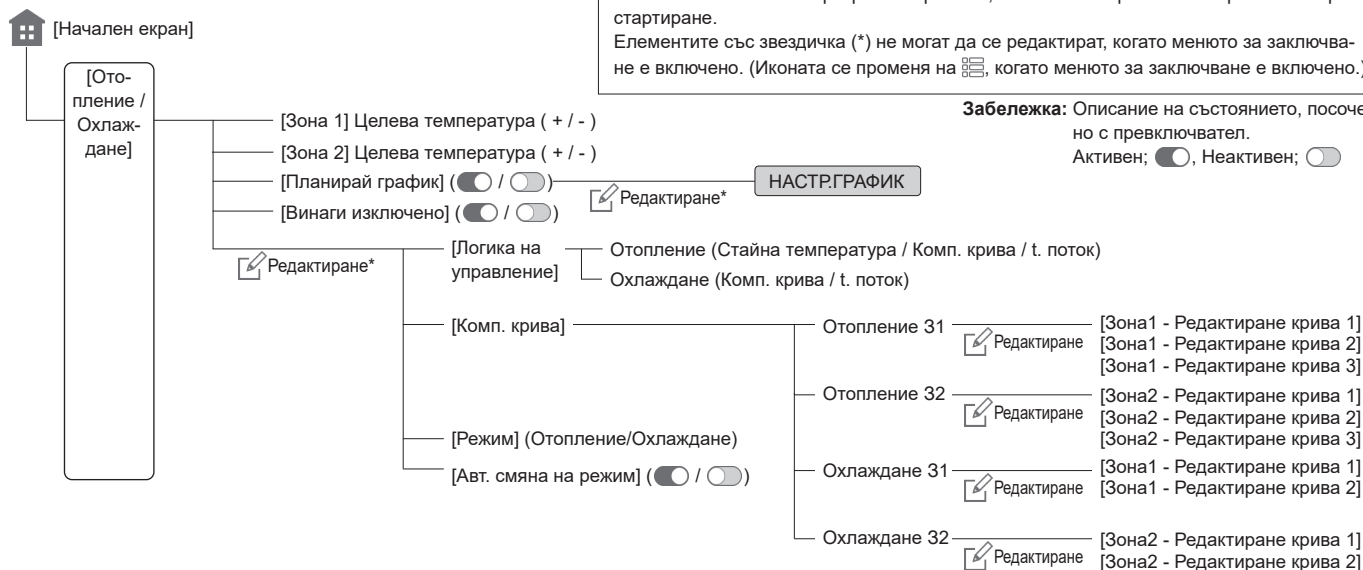 [Начален екран]
стартиране.
Елементите със звездичка (*) не могат да се редактират, когато менюто за заключва-
не е включено. (Иконата се променя на , когато менюто за заключване е включено.)
Забележка: Описание на състоянието, посоче
но с превключвател.
Активен; , Неактивен;
[Ото-
пление /
Охлаж-
дане]
[Зона 1] Целева температура ( + / - )
[Зона 2] Целева температура ( + / - )
[Планирай график] ( / )
Редактиране*
НАСТР.ГРАФИК
[Винаги изключено] ( / )
Редактиране*
[Логика на
управление]
Отопление (Стайна температура / Комп. крива / t. поток)
Охлаждане (Комп. крива / t. поток)
[Комп. крива]
Отопление З1
Редактиране
[Зона1 - Редактиране крива 1]
[Зона1 - Редактиране крива 2]
[Зона1 - Редактиране крива 3]
Отопление З2
Редактиране
[Зона2 - Редактиране крива 1]
[Зона2 - Редактиране крива 2]
[Зона2 - Редактиране крива 3]
[Режим] (Отопление/Охлаждане)
[Авт. смяна на режим] ( / )
Охлаждане З1
Редактиране
[Зона1 - Редактиране крива 1]
[Зона1 - Редактиране крива 2]
Охлаждане З2
Редактиране
[Зона2 - Редактиране крива 1]
[Зона2 - Редактиране крива 2]